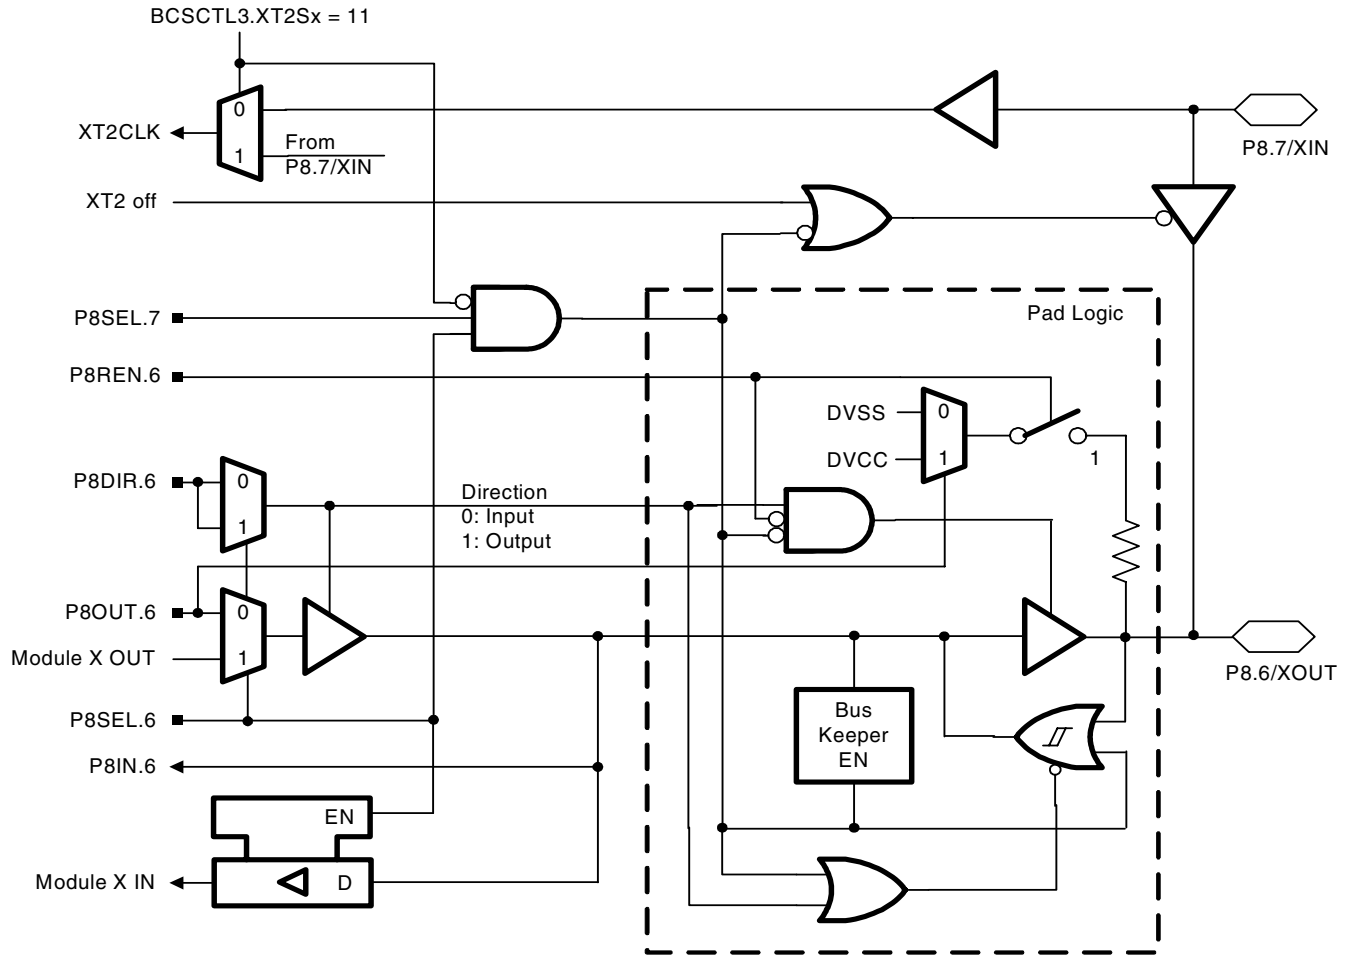 BCSCTL3.XT2Sx = 11
0
XT2CLK
1
From
P8.7/XIN
P8.7/XIN
XT2 off
Pad Logic
P8SEL.7
P8REN.6
DVSS
0
DVCC
1
1
P8DIR.6
0
1
Direction
0: Input
1: Output
P8OUT.6
0
Module X OUT
1
P8.6/XOUT
P8SEL.6
Bus
Keeper
EN
P8IN.6
EN
Module X IN
D